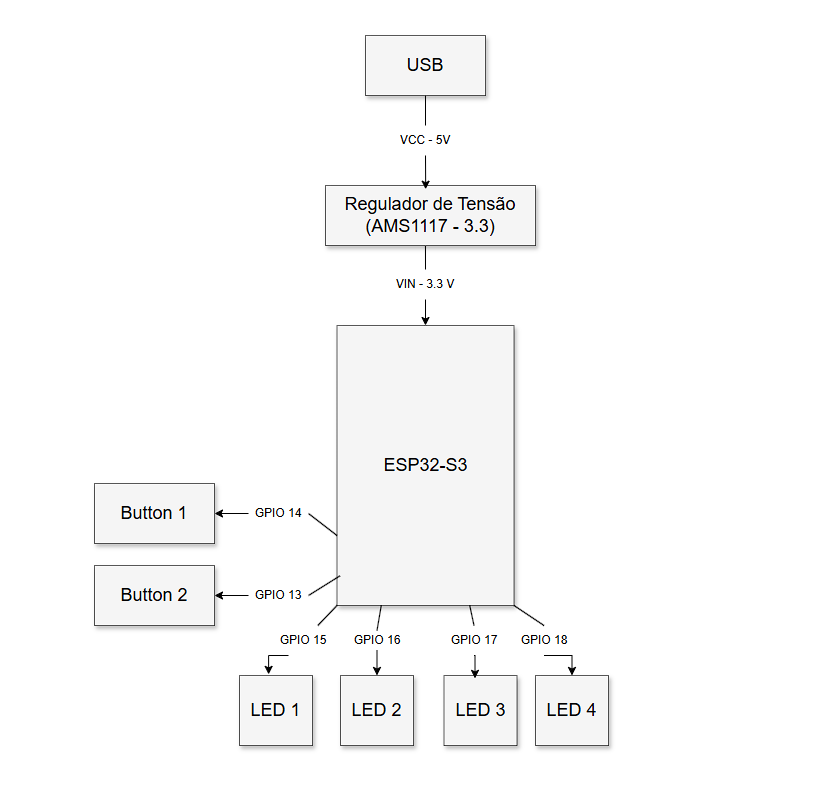 USB
VCC - 5V
Regulador de Tensão
(AMS1117 - 3.3)
VIN - 3.3 V
ESP32-S3
Button 1
GPIO 14
Button 2
GPIO 13
GPIO 15
GPIO 16
GPIO 17
GPIO 18
LED 1
LED 2
LED 3
LED 4